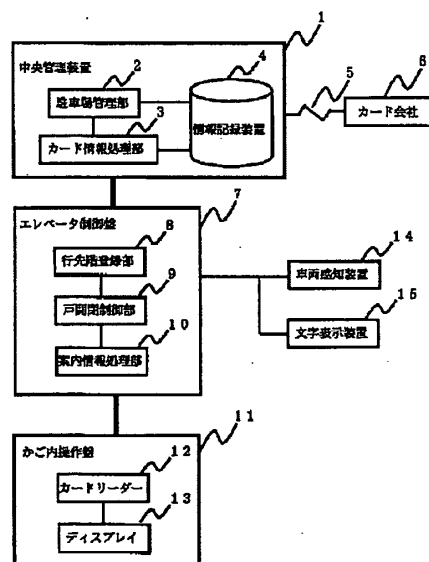 1
中央管理装置
2
4
駐車場管理部
5
6
カード会社
3
情報記録装置
カード情報処理部
7
エレベータ制御盤
8
行先階登録部
14
車両感知装置
9
戸開閉制御部
15
文字表示装置
10
案内情報処理部
11
かご内操作盤
12
カードリーダー
13
ディスプレイ